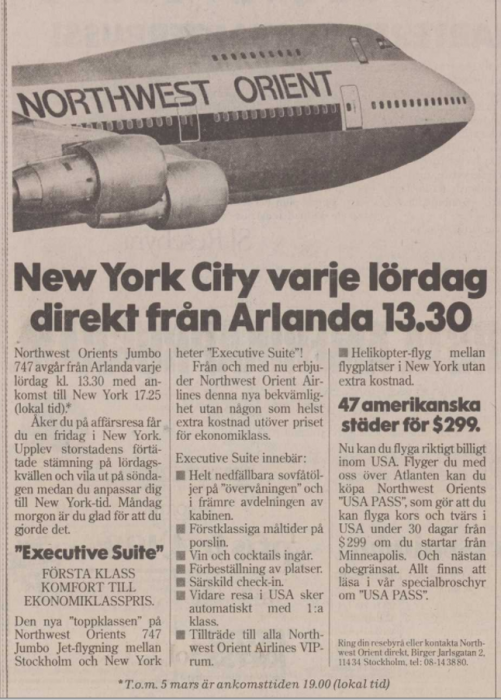 NORTHWEST ORIENT
New York City varje lördag
direkt från Arlanda 13.30
Northwest Orients Jumbo
747 avgår från Arlanda varje
lördag kl. 13.30 med an-
komst till New York 17.25
(lokal tid).*
Åker du på affärsresa får
du en fridag i New York.
Upplev storstadens förtä-
tade stämning på lördags-
kvällen och vila ut på sönda-
gen medan du anpassar dig
till New York-tid. Måndag
morgon är du glad för att du
gjorde det.
"Executive Suite"
FÖRSTA KLASS
KOMFORT TILL
EKONOMIKLASSPRIS.
Den nya "toppklassen" på
Northwest Orients 747
Jumbo Jet-flygning mellan
Stockholm och New York
heter "Executive Suite"!
Från och med nu erbju-
der Northwest Orient Air-
lines denna nya bekvämlig-
het utan någon som helst
extra kostnad utöver priset
för ekonomiklass.
Executive Suite innebär:
■ Helt nedfällbara sovfåtöl-
jer på "övervåningen" och
i främre avdelningen av
kabinen.
■ Förstklassiga måltider på
porslin.
■ Vin och cocktails ingår.
■ Förbeställning av platser.
■ Särskild check-in.
■ Vidare resa i USA sker
automatiskt med 1:a
klass.
■ Tillträde till alla North-
west Orient Airlines VIP-
rum.
■ Helikopter-flyg mellan
flygplatser i New York utan
extra kostnad.
47 amerikanska
städer för $299.
Nu kan du flyga riktigt billigt
inom USA. Flyger du med
oss över Atlanten kan du
köpa Northwest Orients
"USA PASS", som gör att du
kan flyga kors och tvärs i
USA under 30 dagar från
$299 om du startar från
Minneapolis. Och nästan
obegränsat. Allt finns att
läsa i vår specialbroschyr
om "USA PASS".
Ring din resebyrå eller kontakta North-
west Orient direkt, Birger Jarlsgatan 2,
114 34 Stockholm, tel: 08-14 38 80.
*T.o.m. 5 mars är ankomsttiden 19.00 (lokal tid)